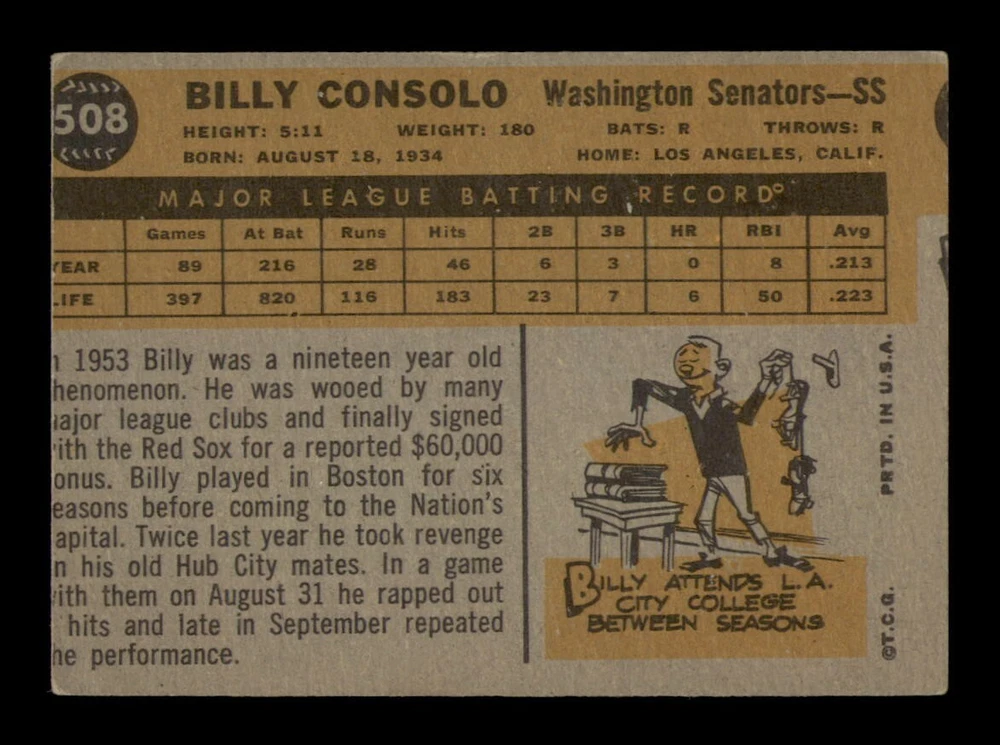 508
BILLY CONSOLO Washington Senators—SS
HEIGHT: 5:11 WEIGHT: 180 BATS: R THROWS: R
BORN: AUGUST 18, 1934 HOME: LOS ANGELES, CALIF.
MAJOR LEAGUE BATTING RECORD
Games At Bat Runs Hits 2B 3B HR RBI Avg
YEAR 89 216 28 46 6 3 0 8 .213
LIFE 397 820 116 183 23 7 6 50 .223
n 1953 Billy was a nineteen year old
henomenon. He was wooed by many
ajor league clubs and finally signed
ith the Red Sox for a reported $60,000
onus. Billy played in Boston for six
easons before coming to the Nation's
apital. Twice last year he took revenge
n his old Hub City mates. In a game
ith them on August 31 he rapped out
hits and late in September repeated
he performance.
BILLY ATTENDS L.A.
CITY COLLEGE
BETWEEN SEASONS
©T.C.G. PRTD. IN U.S.A.